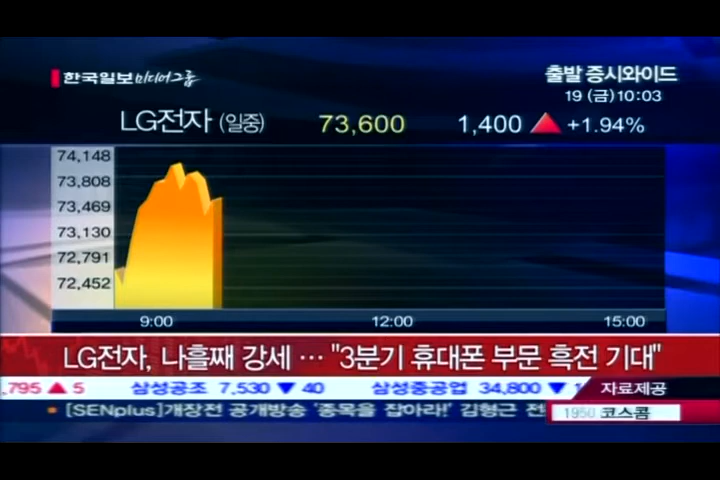 한국일보 미디어그룹
출발 증시와이드
19 (금) 10:03
LG전자 (일중) 73,600 1,400 ▲ +1.94%
74,148
73,808
73,469
73,130
72,791
72,452
9:00 12:00 15:00
LG전자, 나흘째 강세 … "3분기 휴대폰 부문 흑전 기대"
,795 ▲ 5 삼성공조 7,530 ▼ 40 삼성중공업 34,800 ▼ 자료제공
[SENplus]개장전 공개방송 '종목을 잡아라!' 김형근 전 1950 코스콤